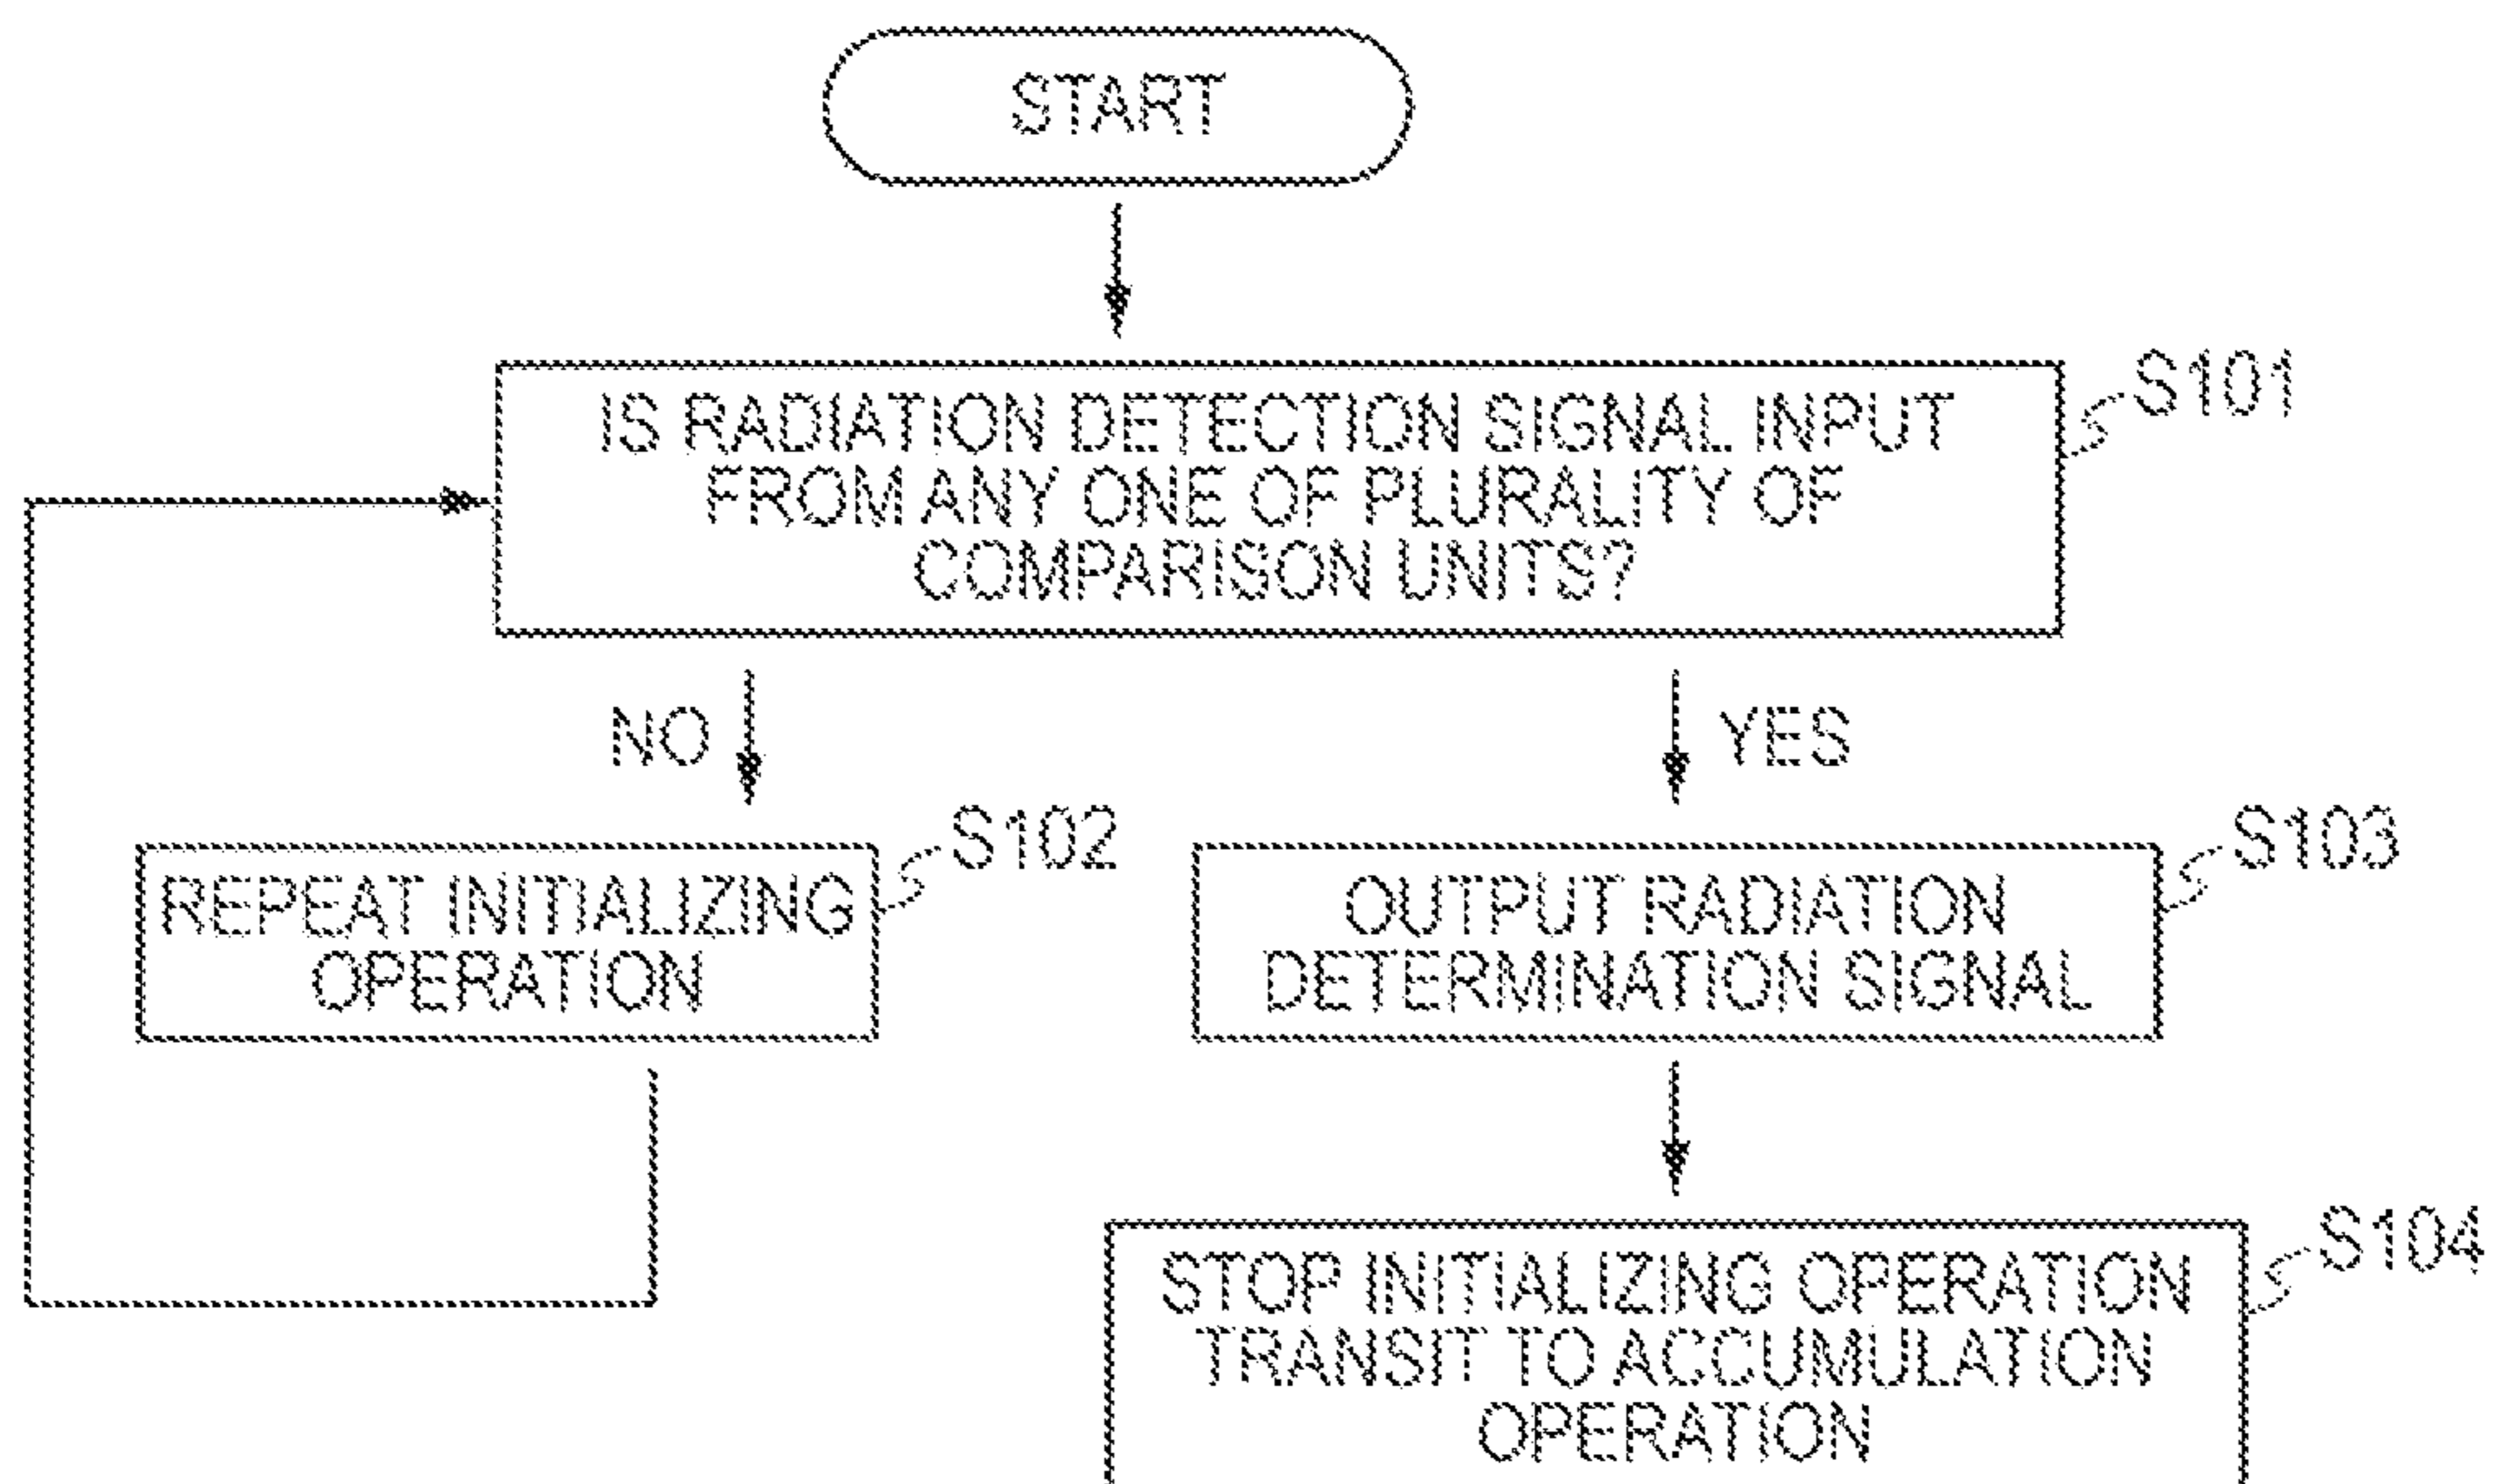 START
S101
IS RADIATION DETECTION SIGNAL INPUT
FROM ANY ONE OF PLURALITY OF
COMPARISON UNITS?
NO
YES
S102
REPEAT INITIALIZING
OPERATION
S103
OUTPUT RADIATION
DETERMINATION SIGNAL
S104
STOP INITIALIZING OPERATION
TRANSIT TO ACCUMULATION
OPERATION